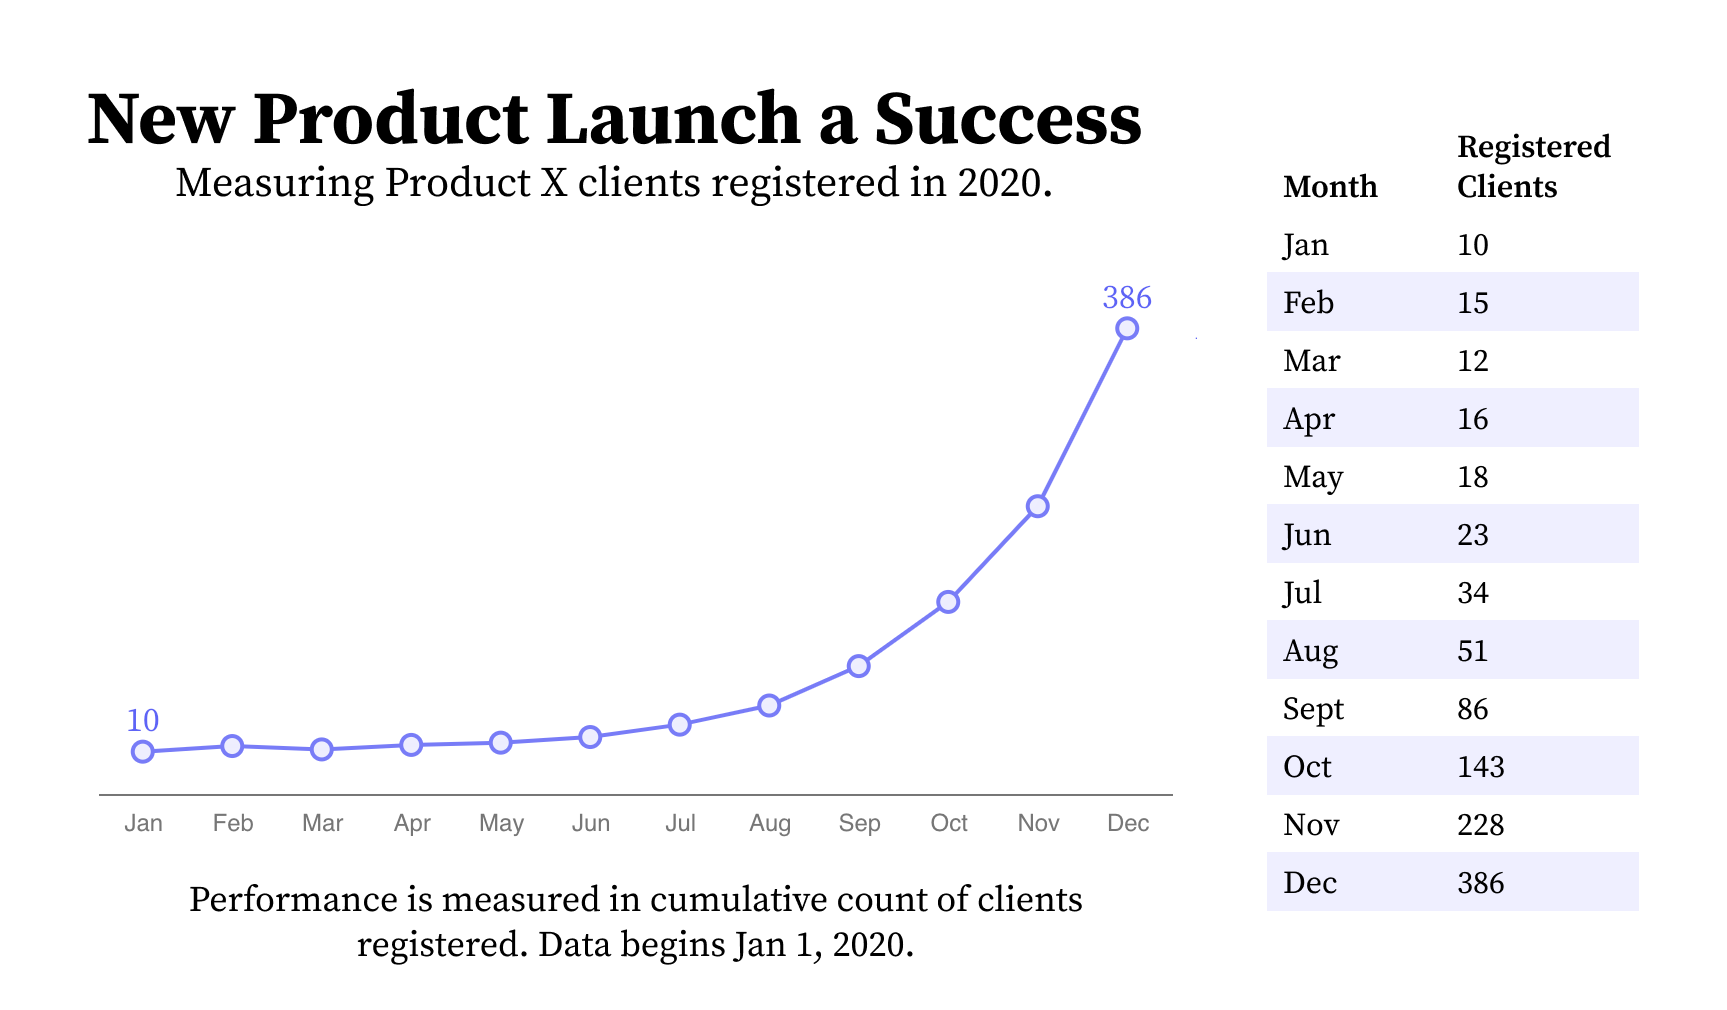 New Product Launch a Success
Measuring Product X clients registered in 2020.
386
10
Jan Feb Mar Apr May Jun Jul Aug Sep Oct Nov Dec
Performance is measured in cumulative count of clients
registered. Data begins Jan 1, 2020.
Month Registered
Clients
Jan 10
Feb 15
Mar 12
Apr 16
May 18
Jun 23
Jul 34
Aug 51
Sept 86
Oct 143
Nov 228
Dec 386